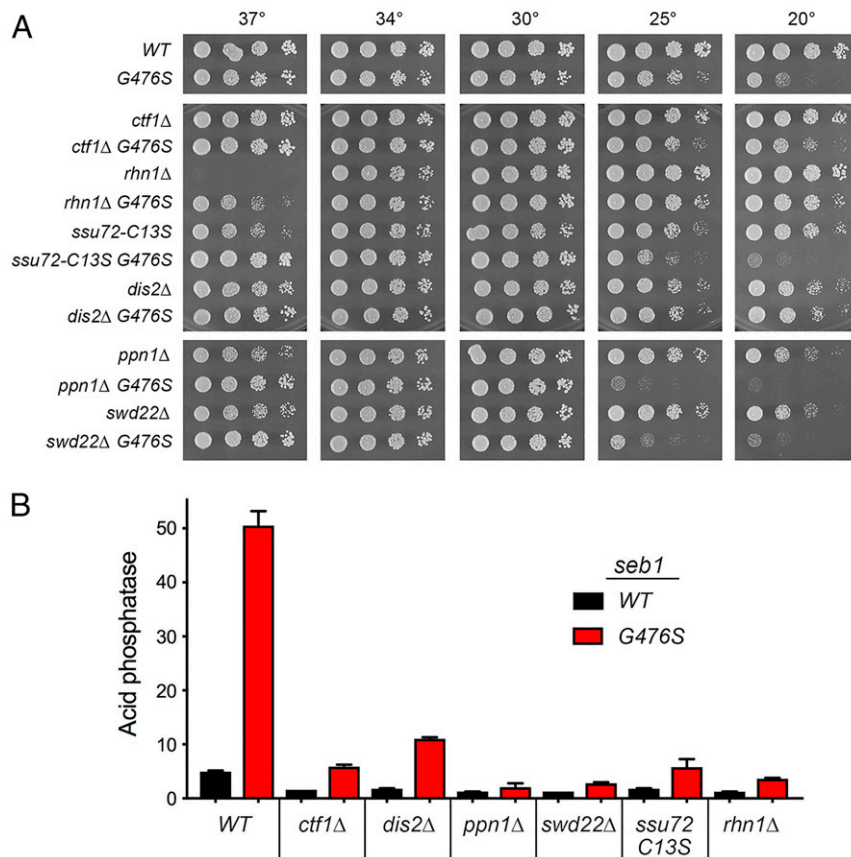 A
37° 34° 30° 25° 20°
WT
G476S
ctf1Δ
ctf1Δ G476S
rhn1Δ
rhn1Δ G476S
ssu72-C13S
ssu72-C13S G476S
dis2Δ
dis2Δ G476S
ppn1Δ
ppn1Δ G476S
swd22Δ
swd22Δ G476S
B
Acid phosphatase
50
40
30
20
10
0
seb1
WT
G476S
WT ctf1Δ dis2Δ ppn1Δ swd22Δ ssu72 rhn1Δ
C13S